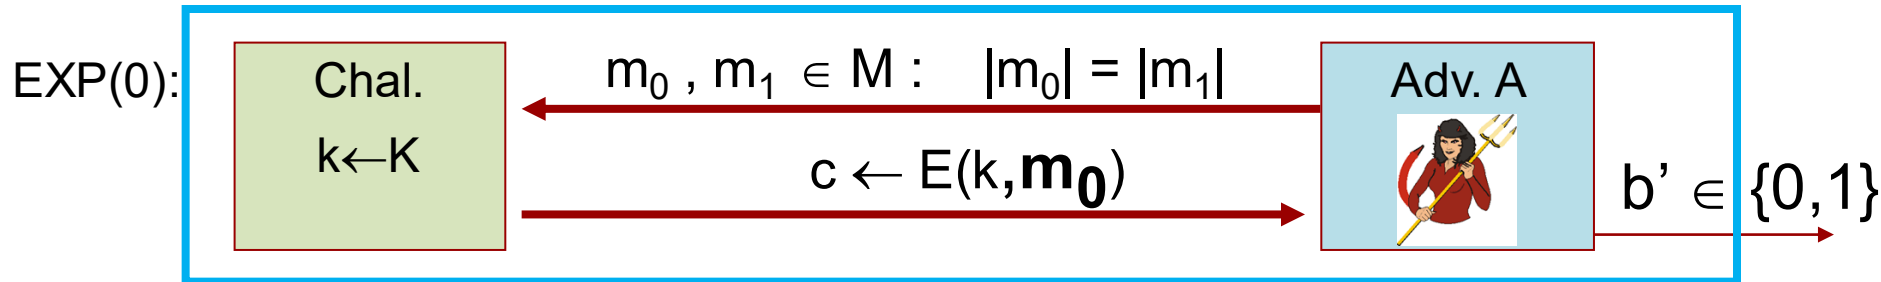 EXP(0):
Chal.
k←K
m₀ , m₁ ∈ M : |m₀| = |m₁|
c ← E(k,m₀)
Adv. A
b’ ∈ {0,1}